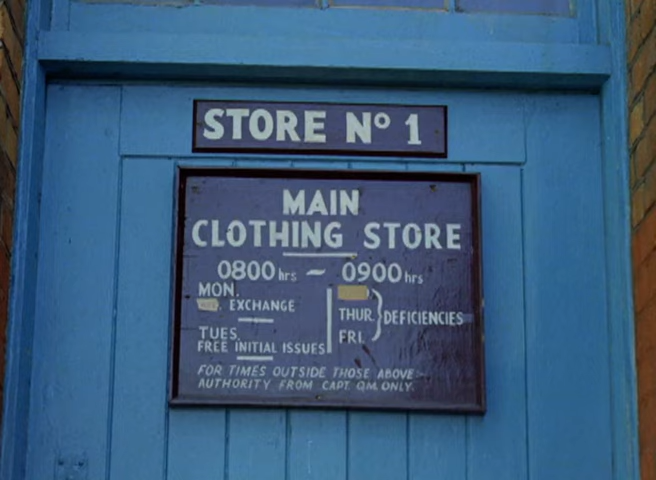 STORE Nº 1
MAIN
CLOTHING STORE
0800 hrs ~ 0900 hrs
MON.
EXCHANGE
TUES.
FREE INITIAL ISSUES
THUR.
FRI.
DEFICIENCIES
FOR TIMES OUTSIDE THOSE ABOVE:-
AUTHORITY FROM CAPT. Q.M. ONLY.